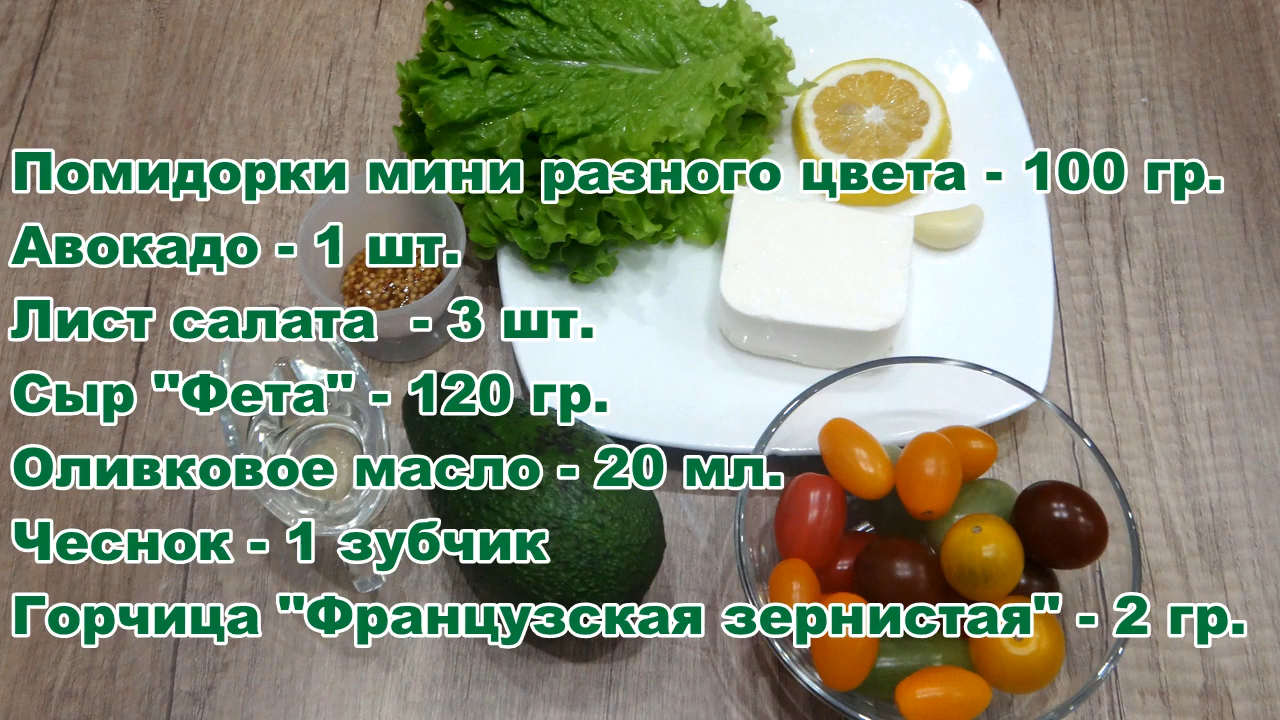 Помидорки мини разного цвета - 100 гр.
Авокадо - 1 шт.
Лист салата - 3 шт.
Сыр "Фета" - 120 гр.
Оливковое масло - 20 мл.
Чеснок - 1 зубчик
Горчица "Французская зернистая" - 2 гр.